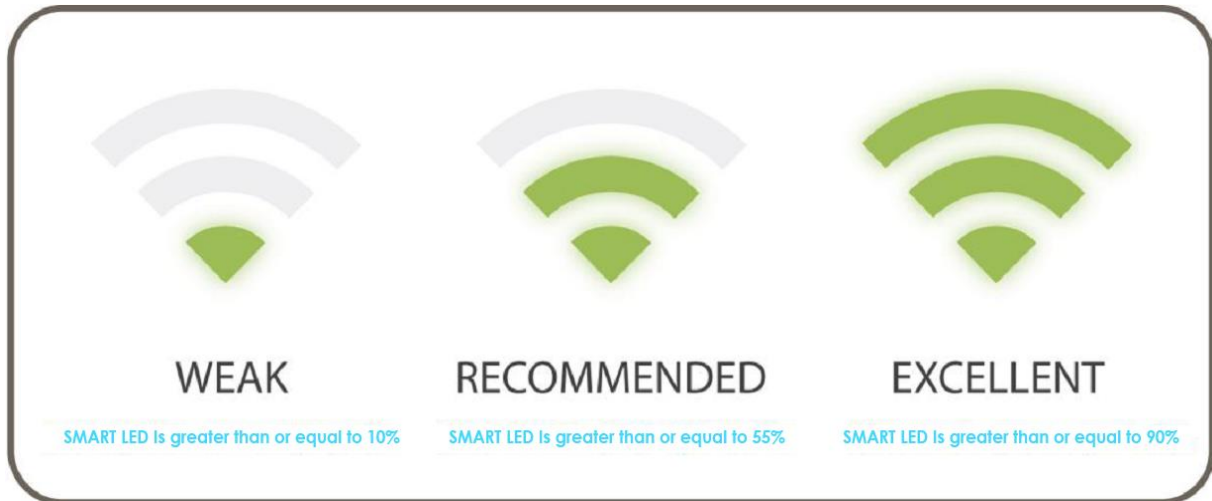 WEAK
RECOMMENDED
EXCELLENT
SMART LED is greater than or equal to 10%
SMART LED is greater than or equal to 55%
SMART LED is greater than or equal to 90%